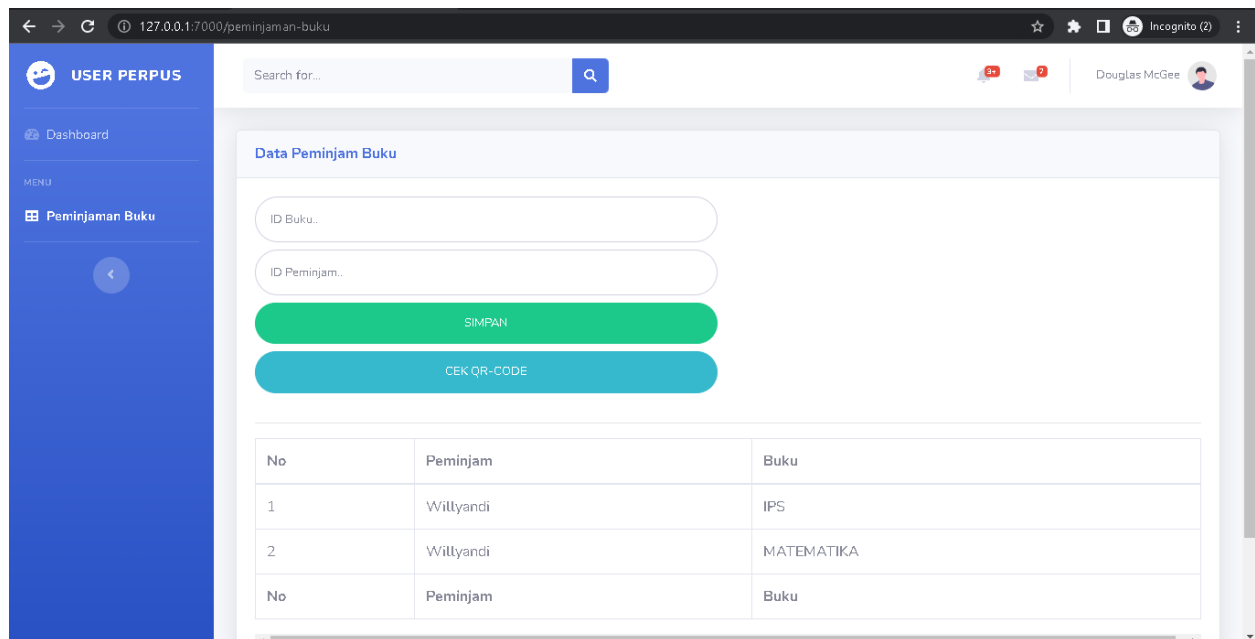 127.0.0.1:7000/peminjaman-buku
Incognito (2)
USER PERPUS
Search for...
3+
7
Douglas McGee
Dashboard
MENU
Peminjaman Buku
Data Peminjam Buku
ID Buku..
ID Peminjam..
SIMPAN
CEK QR-CODE
No Peminjam Buku
1 Willyandi IPS
2 Willyandi MATEMATIKA
No Peminjam Buku